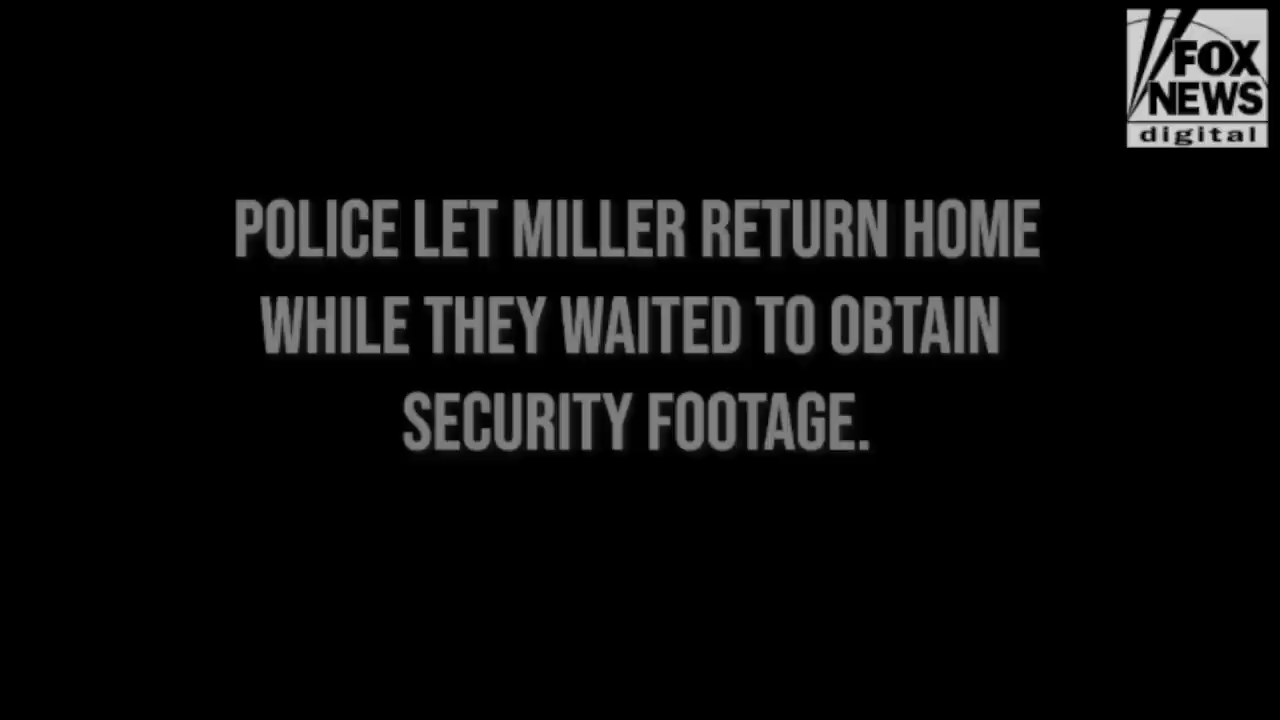 FOX
NEWS
digital
POLICE LET MILLER RETURN HOME
WHILE THEY WAITED TO OBTAIN
SECURITY FOOTAGE.